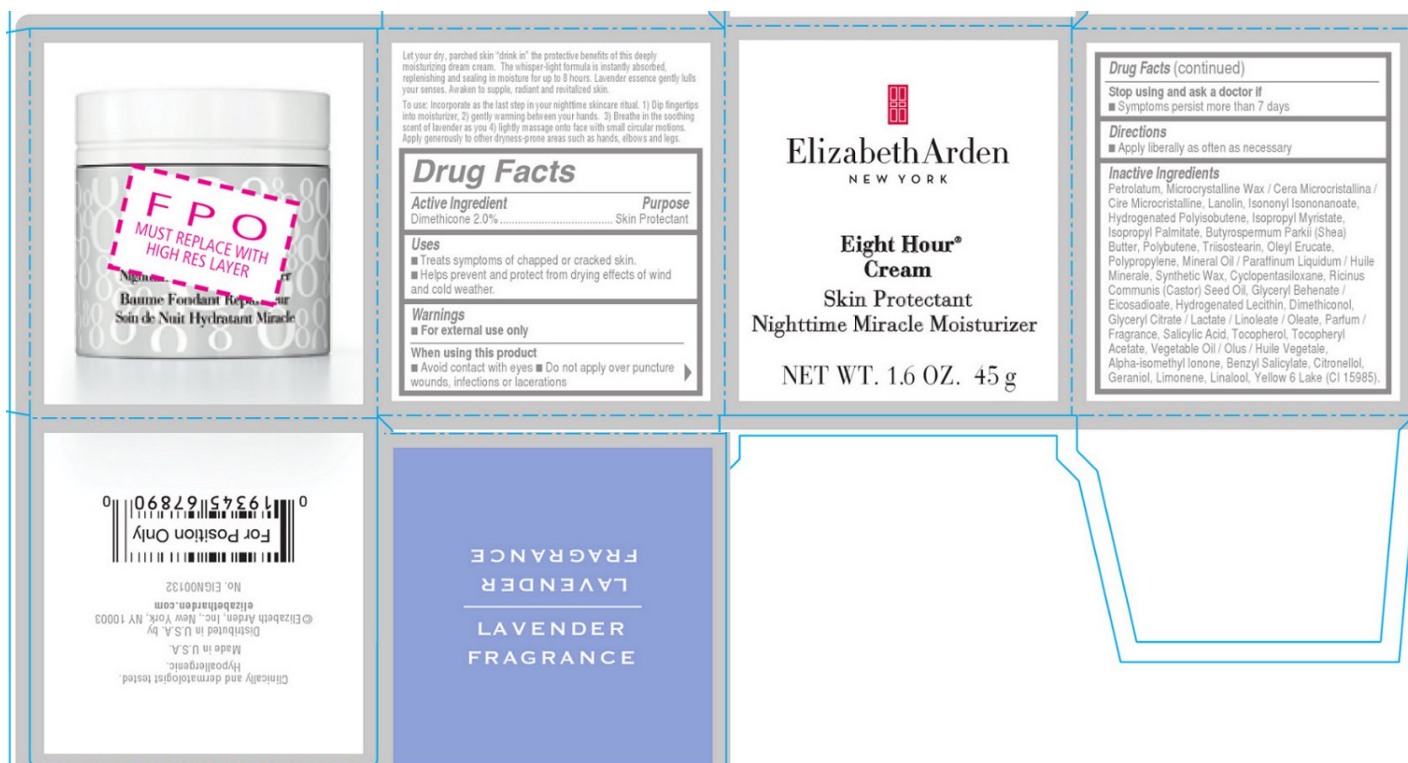 FPO
MUST REPLACE WITH
HIGH RES LAYER
Baume Fondant
Soin de Nuit Hydratant Miracle
Let your dry, parched skin “drink in” the protective benefits of this deeply
moisturizing dream cream. The whisper-light formula is instantly absorbed,
replenishing and sealing in moisture for up to 8 hours. Lavender essence gently lulls
your senses. Awaken to supple, radiant and revitalized skin.
To use: Incorporate as the last step in your nighttime skincare ritual. 1) Dip fingertips
into moisturizer, 2) gently warming between your hands. 3) Breathe in the soothing
scent of lavender as you 4) lightly massage onto face with small circular motions.
Apply generously to other dryness-prone areas such as hands, elbows and legs.
Drug Facts
Active Ingredient Purpose
Dimethicone 2.0%..................................... Skin Protectant
Uses
■ Treats symptoms of chapped or cracked skin.
■ Helps prevent and protect from drying effects of wind
and cold weather.
Warnings
■ For external use only
When using this product
■ Avoid contact with eyes ■ Do not apply over puncture
wounds, infections or lacerations
Elizabeth Arden
NEW YORK
Eight Hour®
Cream
Skin Protectant
Nighttime Miracle Moisturizer
NET WT. 1.6 OZ. 45 g
Drug Facts (continued)
Stop using and ask a doctor if
■ Symptoms persist more than 7 days
Directions
■ Apply liberally as often as necessary
Inactive Ingredients
Petrolatum, Microcrystalline Wax / Cera Microcristallina /
Cire Microcristalline, Lanolin, Isononyl Isononanoate,
Hydrogenated Polyisobutene, Isopropyl Myristate,
Isopropyl Palmitate, Butyrospermum Parkii (Shea)
Butter, Polybutene, Triisostearin, Oleyl Erucate,
Polypropylene, Mineral Oil / Paraffinum Liquidum / Huile
Minerale, Synthetic Wax, Cyclopentasiloxane, Ricinus
Communis (Castor) Seed Oil, Glyceryl Behenate /
Eicosadioate, Hydrogenated Lecithin, Dimethiconol,
Glyceryl Citrate / Lactate / Linoleate / Oleate, Parfum /
Fragrance, Salicylic Acid, Tocopherol, Tocopheryl
Acetate, Vegetable Oil / Olus / Huile Vegetale,
Alpha-isomethyl Ionone, Benzyl Salicylate, Citronellol,
Geraniol, Limonene, Linalool, Yellow 6 Lake (CI 15985).
Clinically and dermatologist tested.
Hypoallergenic.
Made in U.S.A.
Distributed in U.S.A. by
©Elizabeth Arden, Inc., New York, NY 10003
elizabetharden.com
No. EIGN00132
For Position Only
0 19345 67890 0
LAVENDER
FRAGRANCE
LAVENDER
FRAGRANCE